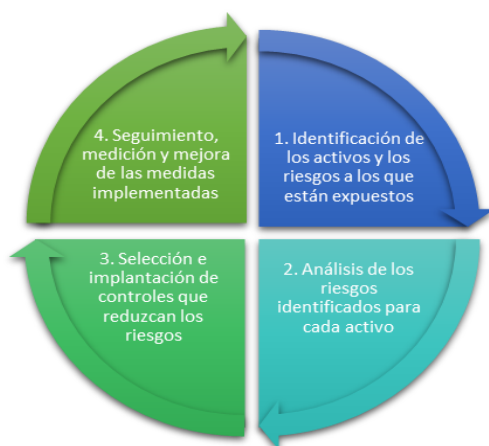 1. Identificación de
los activos y los
riesgos a los que
están expuestos
2. Análisis de los
riesgos
identificados para
cada activo
3. Selección e
implantación de
controles que
reduzcan los
riesgos
4. Seguimiento,
medición y mejora
de las medidas
implementadas